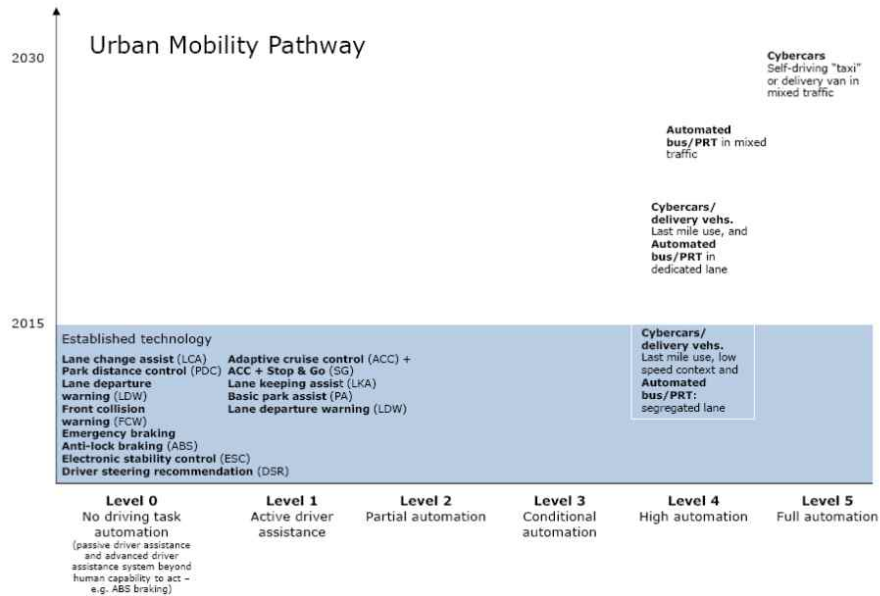 Urban Mobility Pathway
2030
Cybercars
Self-driving "taxi"
or delivery van in
mixed traffic
Automated
bus/PRT in mixed
traffic
Cybercars/
delivery vehs.
Last mile use, and
Automated
bus/PRT in
dedicated lane
2015
Established technology
Lane change assist (LCA)
Park distance control (PDC)
Lane departure
warning (LDW)
Front collision
warning (FCW)
Emergency braking
Anti-lock braking (ABS)
Electronic stability control (ESC)
Driver steering recommendation (DSR)
Adaptive cruise control (ACC) +
ACC + Stop & Go (SG)
Lane keeping assist (LKA)
Basic park assist (PA)
Lane departure warning (LDW)
Cybercars/
delivery vehs.
Last mile use, low
speed context and
Automated
bus/PRT:
segregated lane
Level 0
No driving task
automation
(passive driver assistance
and advanced driver
assistance system beyond
human capability to act –
e.g. ABS braking)
Level 1
Active driver
assistance
Level 2
Partial automation
Level 3
Conditional
automation
Level 4
High automation
Level 5
Full automation